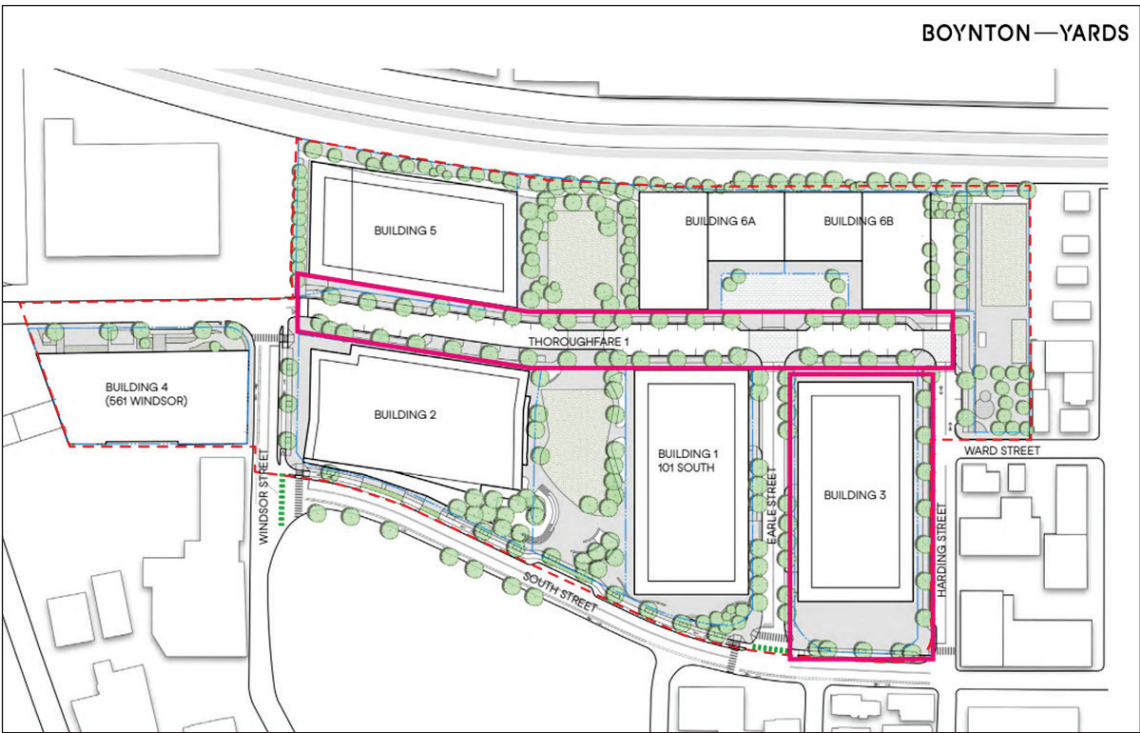 BOYNTON—YARDS
BUILDING 5
BUILDING 6A
BUILDING 6B
THOROUGHFARE 1
BUILDING 4
(561 WINDSOR)
BUILDING 2
BUILDING 1
101 SOUTH
BUILDING 3
WARD STREET
WINDSOR STREET
EARLE STREET
HARDING STREET
SOUTH STREET